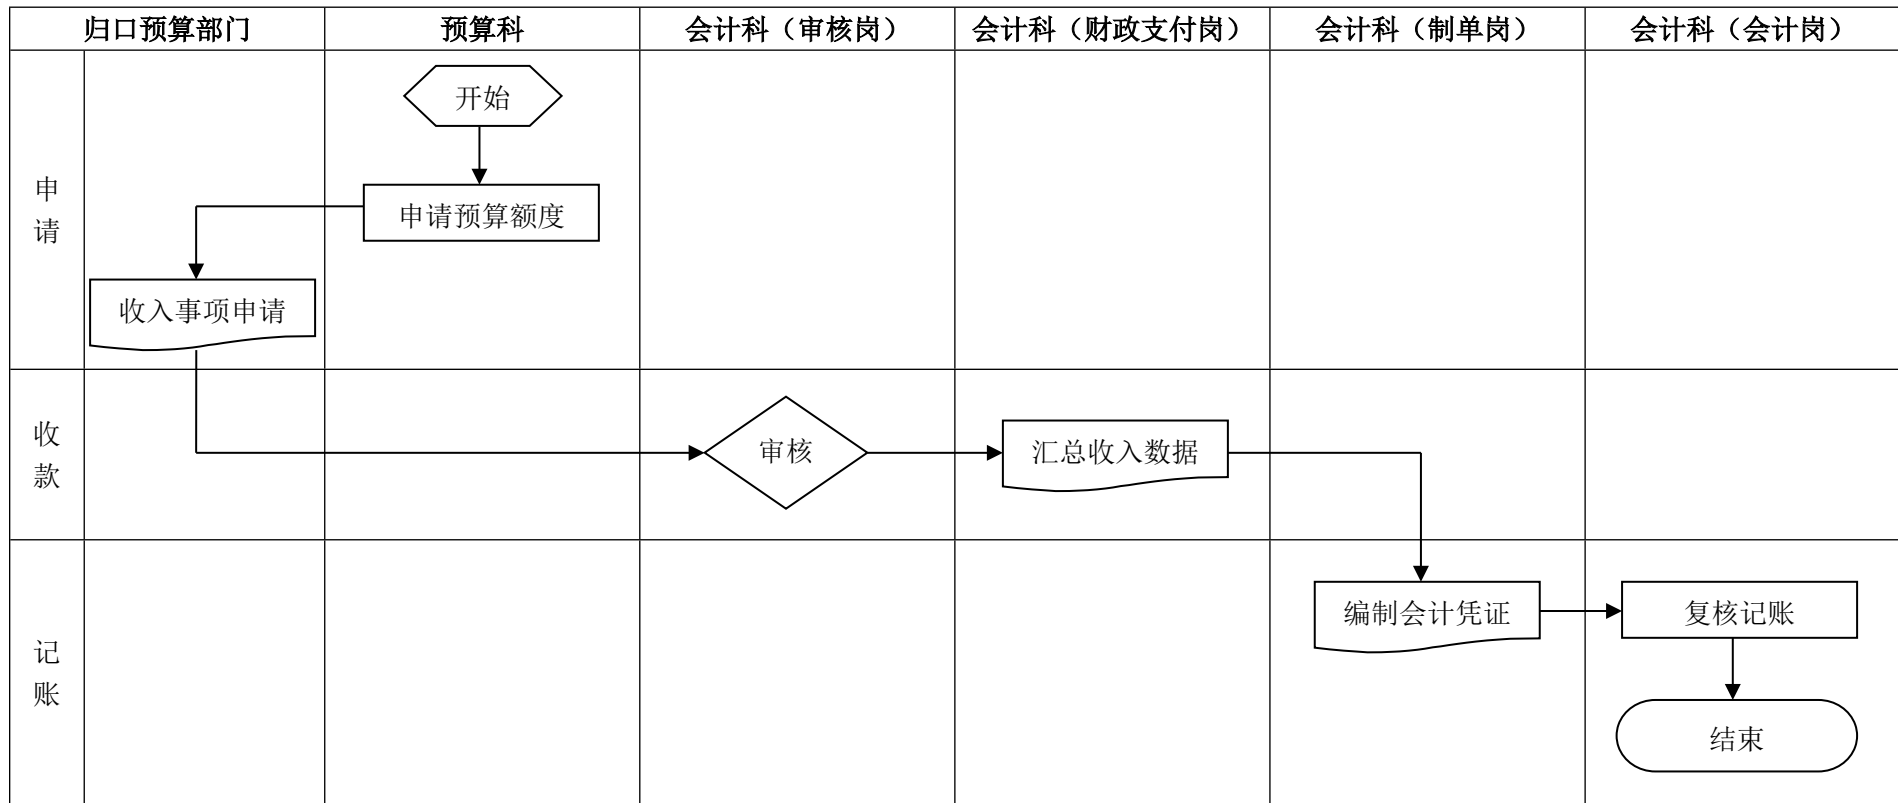 归口预算部门
预算科
会计科（审核岗）
会计科（财政支付岗）
会计科（制单岗）
会计科（会计岗）
申请
开始
申请预算额度
收入事项申请
收款
审核
汇总收入数据
记账
编制会计凭证
复核记账
结束